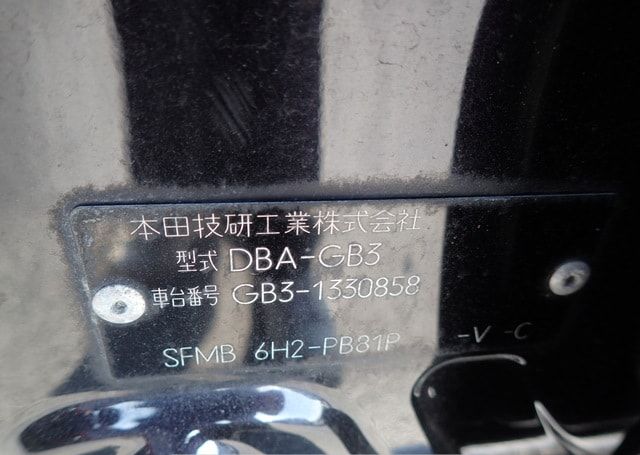 本田技研工業株式会社
型式 DBA-GB3
車台番号 GB3-1330858
SFMB 6H2-PB81P -V -C